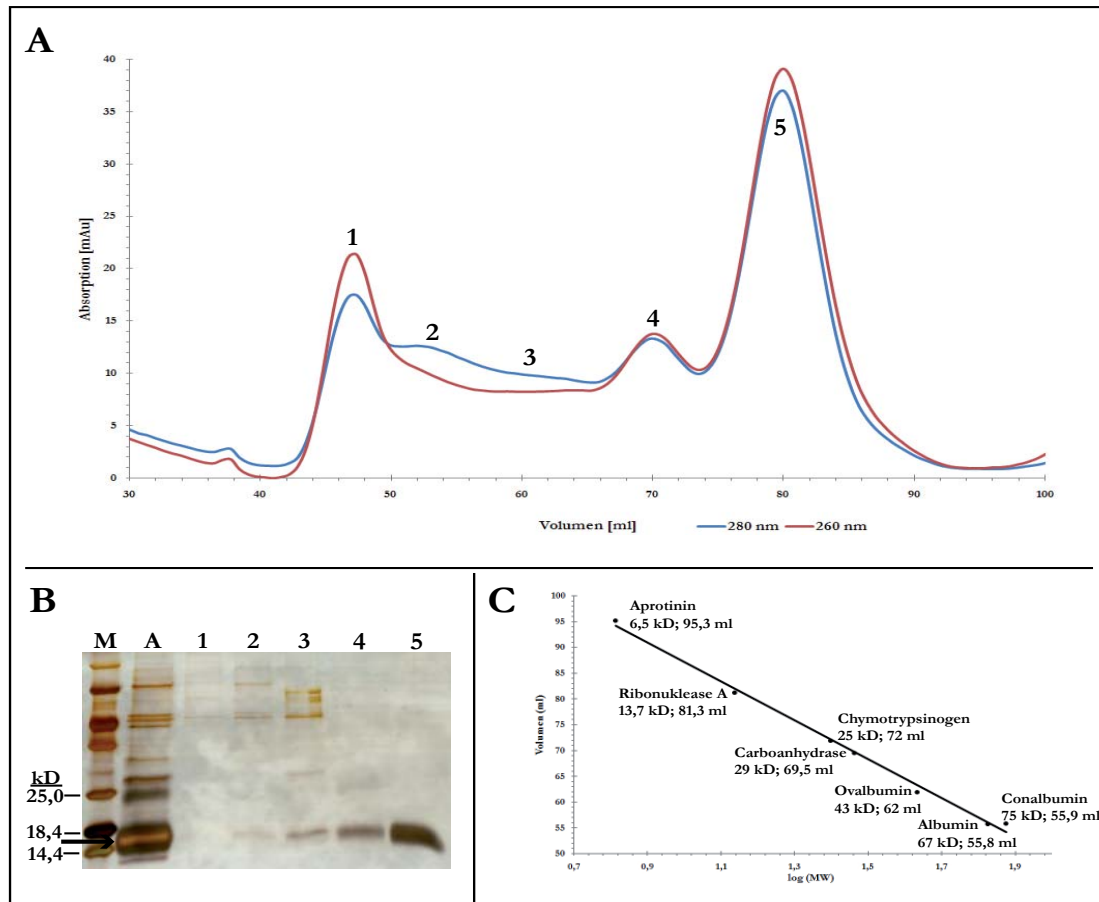 A
40
35
30
25
20
15
10
5
0
Absorption [mAu]
1
2
3
4
5
30 40 50 60 70 80 90 100
Volumen [ml]
280 nm 260 nm
B
M A 1 2 3 4 5
kD
25,0
18,4
14,4
C
100
95
90
85
80
75
70
65
60
55
50
Volumen (ml)
Aprotinin
6,5 kD; 95,3 ml
Ribonuklease A
13,7 kD; 81,3 ml
Chymotrypsinogen
25 kD; 72 ml
Carboanhydrase
29 kD; 69,5 ml
Ovalbumin
43 kD; 62 ml
Conalbumin
75 kD; 55,9 ml
Albumin
67 kD; 55,8 ml
0,7 0,9 1,1 1,3 1,5 1,7 1,9
log (MW)